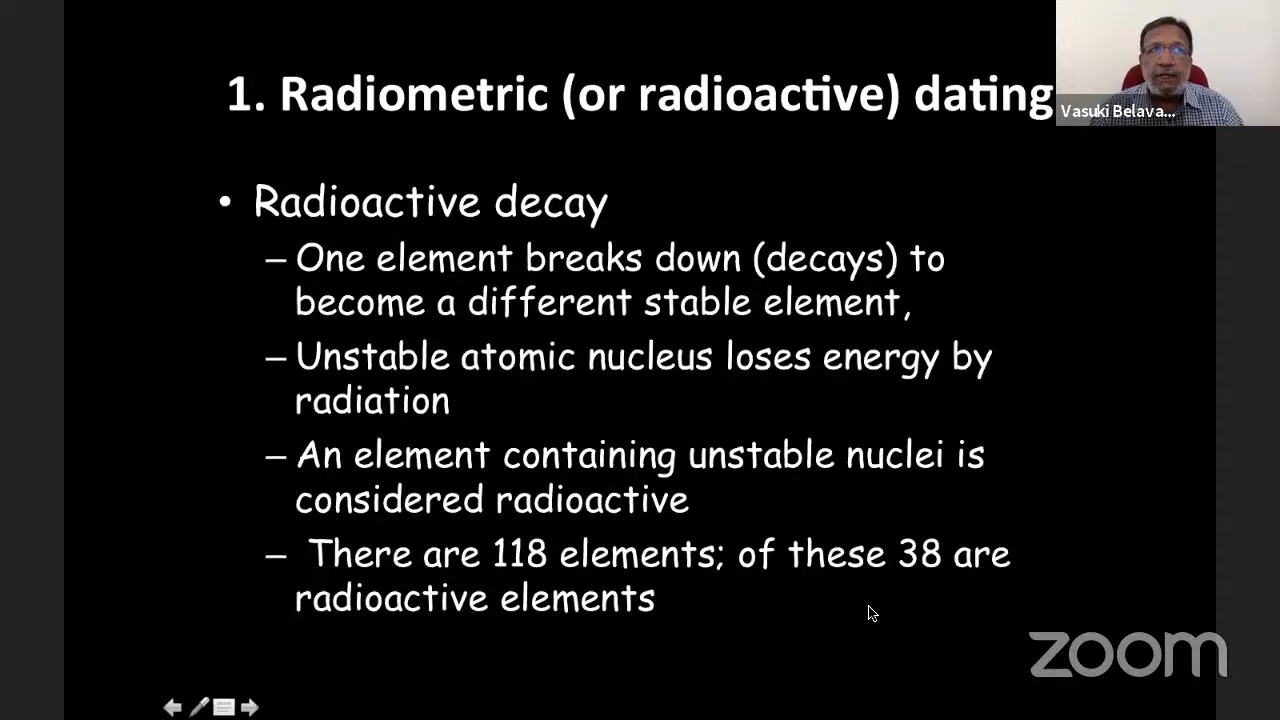 1. Radiometric (or radioactive) dating
Vasuki Belava...
• Radioactive decay
– One element breaks down (decays) to
become a different stable element,
– Unstable atomic nucleus loses energy by
radiation
– An element containing unstable nuclei is
considered radioactive
– There are 118 elements; of these 38 are
radioactive elements
zoom